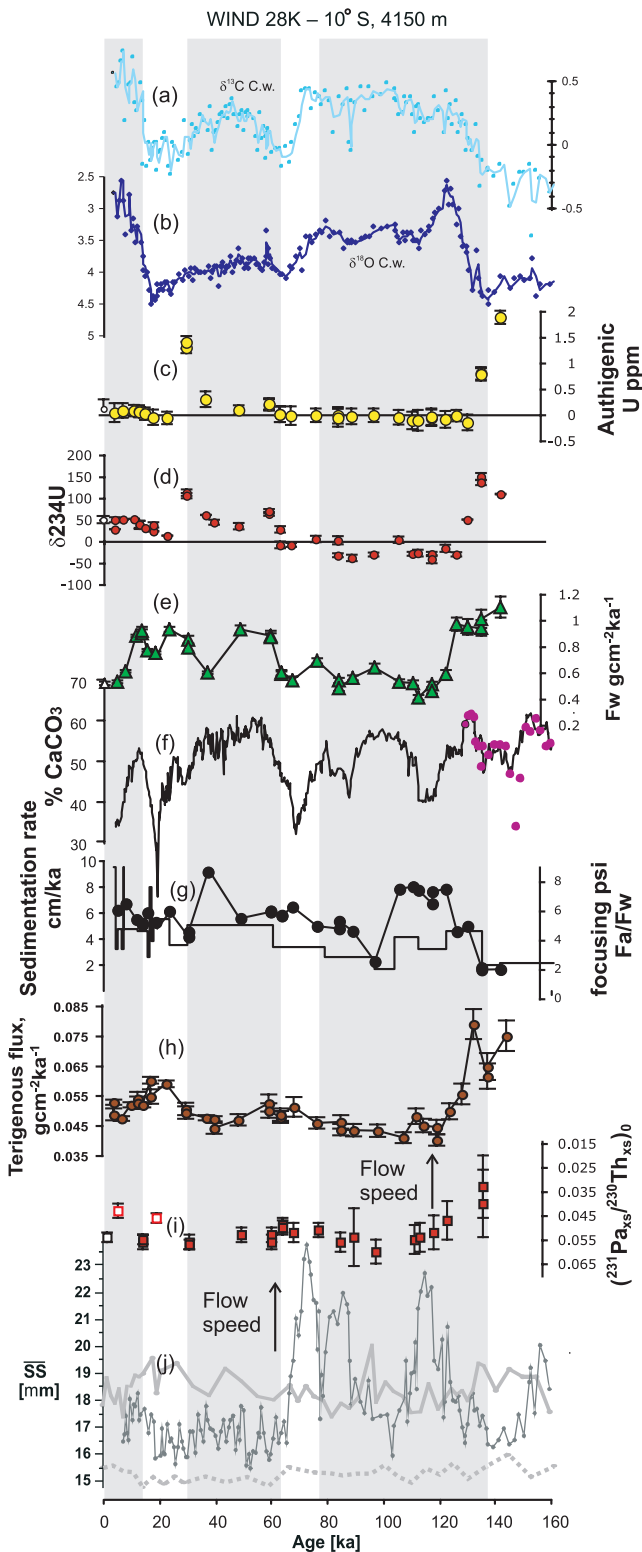 WIND 28K – 10° S, 4150 m
(a)
δ13C C.w.
0.5
0
-0.5
2.5
3
3.5
4
4.5
5
(b)
δ18O C.w.
(c)
2
1.5
1
0.5
0
-0.5
Authigenic
U ppm
(d)
200
150
100
50
0
-50
-100
δ234U
(e)
1.2
1
0.8
0.6
0.4
0.2
Fw gcm-2ka-1
(f)
70
60
50
40
30
% CaCO3
(g)
10
8
6
4
2
Sedimentation rate
cm/ka
8
6
4
2
0
focusing psi
Fa/Fw
(h)
0.085
0.075
0.065
0.055
0.045
0.035
Terigenous flux,
gcm-2ka-1
Flow
speed
(i)
0.015
0.025
0.035
0.045
0.055
0.065
(231Paxs/230Thxs)0
Flow
speed
(j)
23
22
21
20
19
18
17
16
15
SS
[mm]
0 20 40 60 80 100 120 140 160
Age [ka]